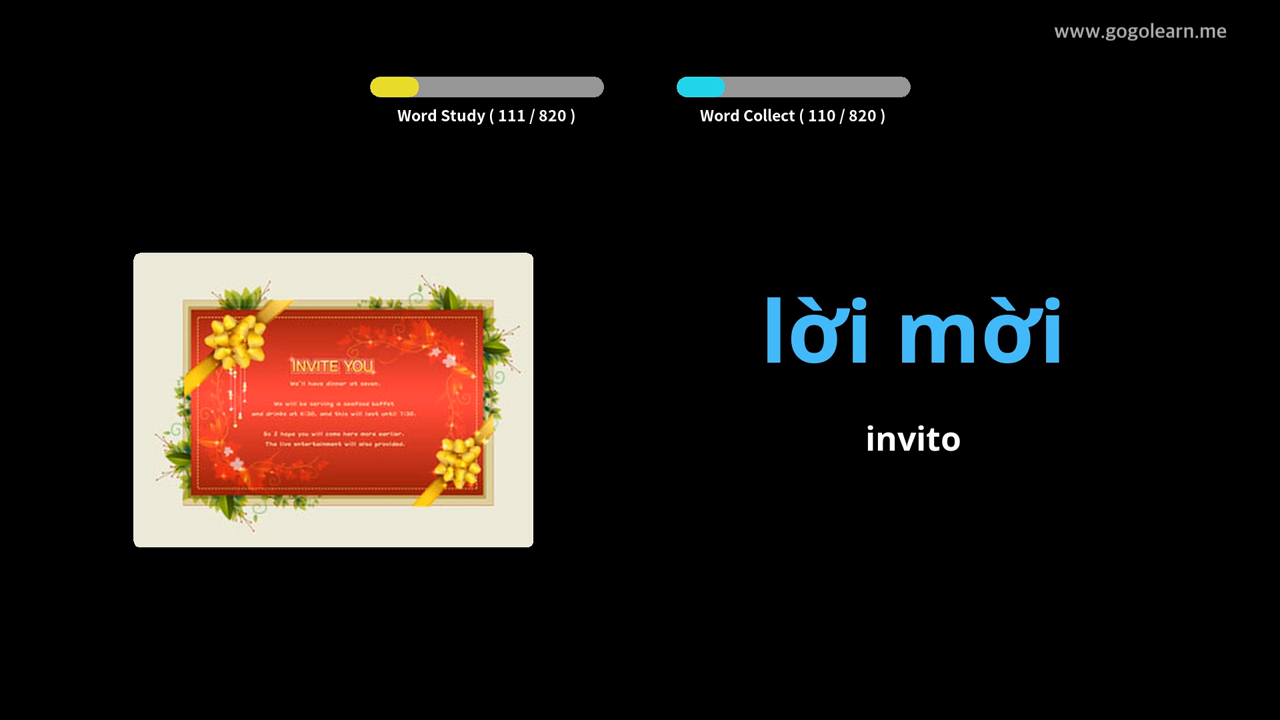 www.gogolearn.me
Word Study ( 111 / 820 )
Word Collect ( 110 / 820 )
INVITE YOU
We'll have dinner at seven.
We will be serving a seafood buffet
and drinks at 6:30, and this will last until 7:30.
So I hope you will come here more earlier.
The live entertainment will also provided.
lời mời
invito